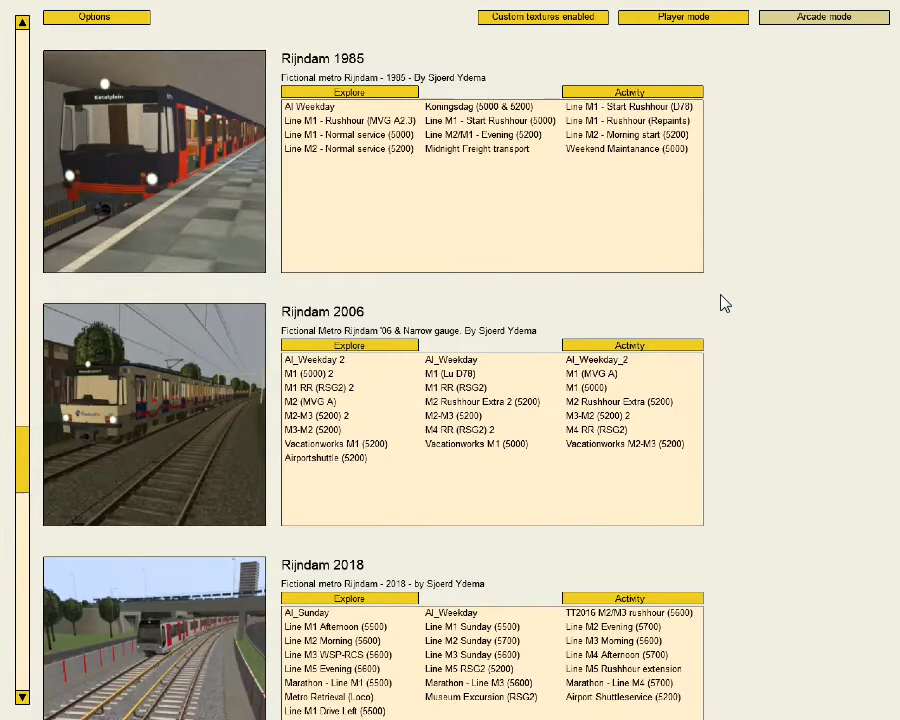 Options
Custom textures enabled
Player mode
Arcade mode
Rijndam 1985
Fictional metro Rijndam - 1985 - By Sjoerd Ydema
Explore
Activity
AI Weekday
Koningsdag (5000 & 5200)
Line M1 - Start Rushhour (D78)
Line M1 - Rushhour (MVG A2.3)
Line M1 - Start Rushhour (5000)
Line M1 - Rushhour (Repaints)
Line M1 - Normal service (5000)
Line M2/M1 - Evening (5200)
Line M2 - Morning start (5200)
Line M2 - Normal service (5200)
Midnight Freight transport
Weekend Maintanance (5000)
Rijndam 2006
Fictional Metro Rijndam '06 & Narrow gauge. By Sjoerd Ydema
Explore
Activity
AI_Weekday 2
AI_Weekday
AI_Weekday_2
M1 (5000) 2
M1 (Lu D78)
M1 (MVG A)
M1 RR (RSG2) 2
M1 RR (RSG2)
M1 (5000)
M2 (MVG A)
M2 Rushhour Extra 2 (5200)
M2 Rushhour Extra (5200)
M2-M3 (5200) 2
M2-M3 (5200)
M3-M2 (5200) 2
M3-M2 (5200)
M4 RR (RSG2) 2
M4 RR (RSG2)
Vacationworks M1 (5200)
Vacationworks M1 (5000)
Vacationworks M2-M3 (5200)
Airportshuttle (5200)
Rijndam 2018
Fictional metro Rijndam - 2018 - by Sjoerd Ydema
Explore
Activity
AI_Sunday
AI_Weekday
TT2016 M2/M3 rushhour (5600)
Line M1 Afternoon (5500)
Line M1 Sunday (5500)
Line M2 Evening (5700)
Line M2 Morning (5600)
Line M2 Sunday (5700)
Line M3 Morning (5600)
Line M3 WSP-RCS (5600)
Line M3 Sunday (5600)
Line M4 Afternoon (5700)
Line M5 Evening (5600)
Line M5 RSG2 (5200)
Line M5 Rushhour extension
Marathon - Line M1 (5500)
Marathon - Line M3 (5600)
Marathon - Line M4 (5700)
Metro Retrieval (Loco)
Museum Excursion (RSG2)
Airport Shuttleservice (5200)
Line M1 Drive Left (5500)